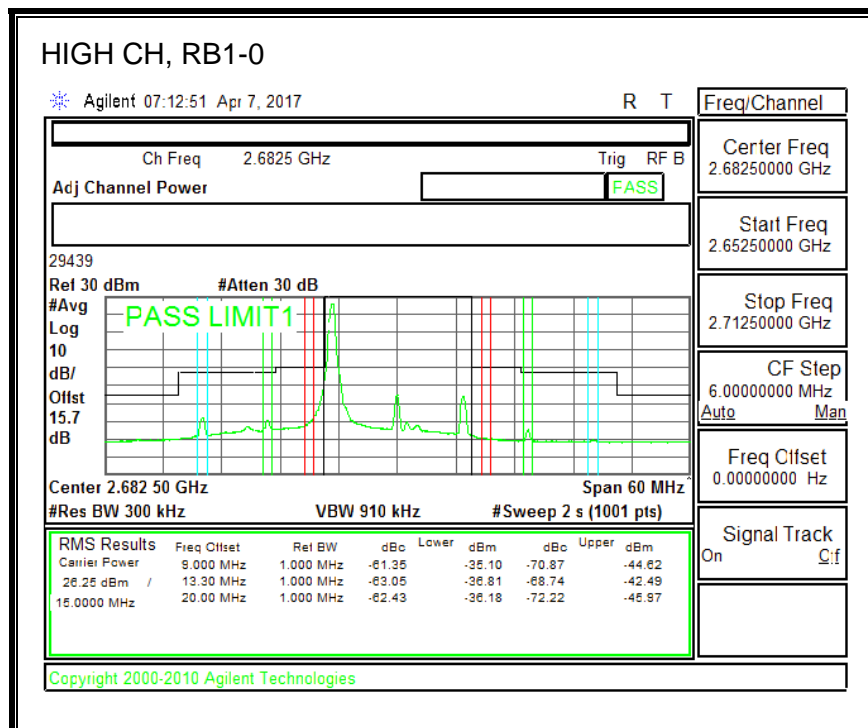 HIGH CH, RB1-0
Agilent 07:12:51 Apr 7, 2017 R T
Freq/Channel
Ch Freq 2.6825 GHz Trig RF B
Adj Channel Power PASS
Center Freq
2.68250000 GHz
Start Freq
2.65250000 GHz
Stop Freq
2.71250000 GHz
CF Step
6.00000000 MHz
Auto Man
Freq Offset
0.00000000 Hz
Signal Track
On Off
29439
Ref 30 dBm #Atten 30 dB
#Avg
Log
10
dB/
Offst
15.7
dB
PASS LIMIT1
Center 2.682 50 GHz Span 60 MHz
#Res BW 300 kHz VBW 910 kHz #Sweep 2 s (1001 pts)
RMS Results Freq Offset Ref BW dBc Lower dBm dBc Upper dBm
Carrier Power 9.000 MHz 1.000 MHz -61.35 -35.10 -70.87 -44.62
26.25 dBm / 13.30 MHz 1.000 MHz -63.05 -36.81 -68.74 -42.49
15.0000 MHz 20.00 MHz 1.000 MHz -62.43 -36.18 -72.22 -45.97
Copyright 2000-2010 Agilent Technologies